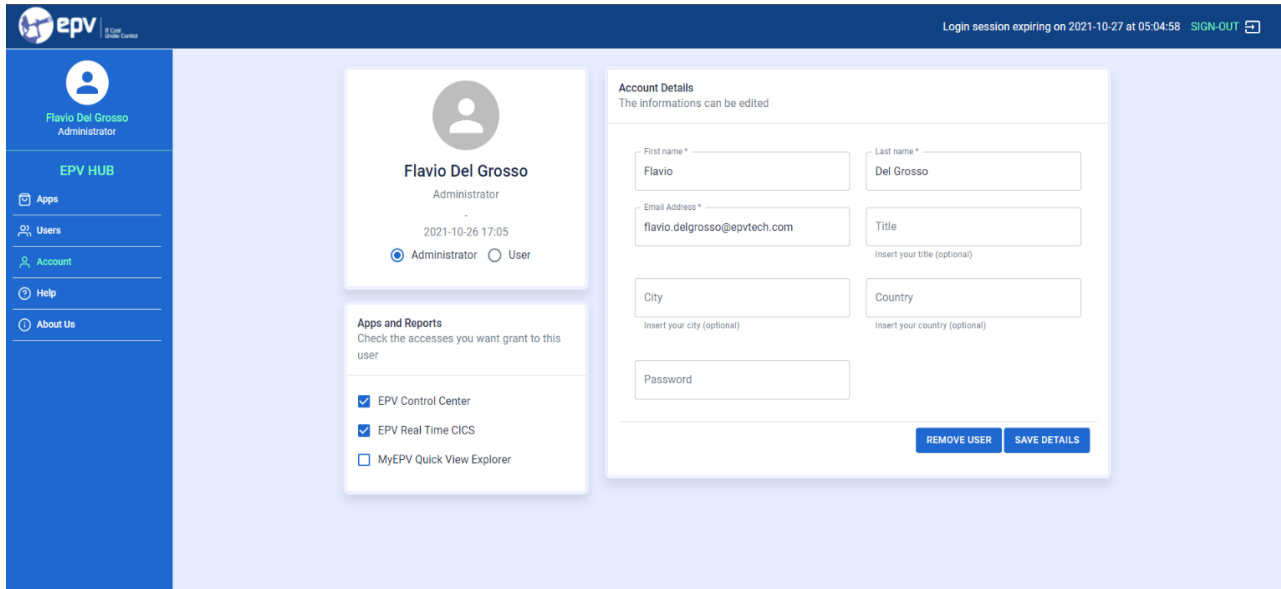 epv IT Cost Under Control
Login session expiring on 2021-10-27 at 05:04:58 SIGN-OUT
Flavio Del Grosso
Administrator
EPV HUB
Apps
Users
Account
Help
About Us
Flavio Del Grosso
Administrator
-
2021-10-26 17:05
Administrator User
Apps and Reports
Check the accesses you want grant to this
user
EPV Control Center
EPV Real Time CICS
MyEPV Quick View Explorer
Account Details
The informations can be edited
First name *
Flavio
Last name *
Del Grosso
Email Address *
flavio.delgrosso@epvtech.com
Title
Insert your title (optional)
City
Insert your city (optional)
Country
Insert your country (optional)
Password
REMOVE USER SAVE DETAILS